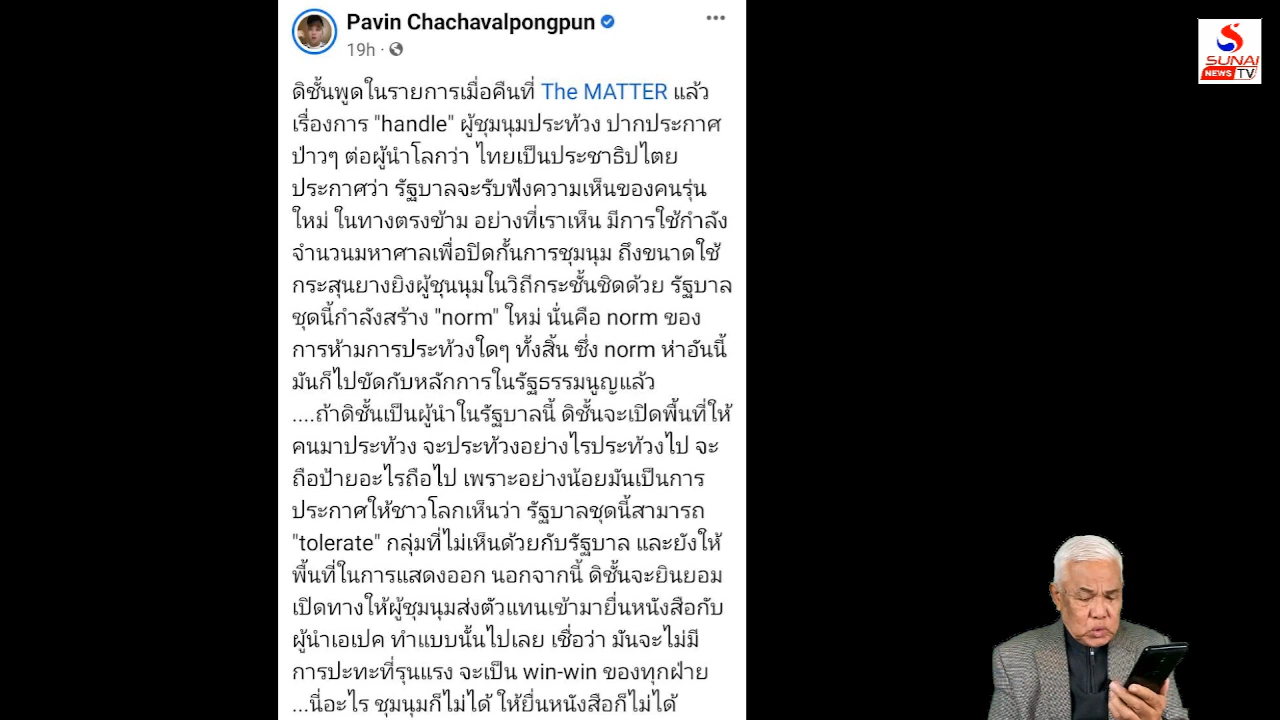 Pavin Chachavalpongpun
19h ·
ดิชั้นพูดในรายการเมื่อคืนที่ The MATTER แล้ว
เรื่องการ "handle" ผู้ชุมนุมประท้วง ปากประกาศ
ป่าวๆ ต่อผู้นำโลกว่า ไทยเป็นประชาธิปไตย
ประกาศว่า รัฐบาลจะรับฟังความเห็นของคนรุ่น
ใหม่ ในทางตรงข้าม อย่างที่เราเห็น มีการใช้กำลัง
จำนวนมหาศาลเพื่อปิดกั้นการชุมนุม ถึงขนาดใช้
กระสุนยางยิงผู้ชุนนุมในวิถีกระชั้นชิดด้วย รัฐบาล
ชุดนี้กำลังสร้าง "norm" ใหม่ นั่นคือ norm ของ
การห้ามการประท้วงใดๆ ทั้งสิ้น ซึ่ง norm ห่าอันนี้
มันก็ไปขัดกับหลักการในรัฐธรรมนูญแล้ว
....ถ้าดิชั้นเป็นผู้นำในรัฐบาลนี้ ดิชั้นจะเปิดพื้นที่ให้
คนมาประท้วง จะประท้วงอย่างไรประท้วงไป จะ
ถือป้ายอะไรถือไป เพราะอย่างน้อยมันเป็นการ
ประกาศให้ชาวโลกเห็นว่า รัฐบาลชุดนี้สามารถ
"tolerate" กลุ่มที่ไม่เห็นด้วยกับรัฐบาล และยังให้
พื้นที่ในการแสดงออก นอกจากนี้ ดิชั้นจะยินยอม
เปิดทางให้ผู้ชุมนุมส่งตัวแทนเข้ามายื่นหนังสือกับ
ผู้นำเอเปค ทำแบบนั้นไปเลย เชื่อว่า มันจะไม่มี
การปะทะที่รุนแรง จะเป็น win-win ของทุกฝ่าย
...นี่อะไร ชุมนุมก็ไม่ได้ ให้ยื่นหนังสือก็ไม่ได้
SUNAI
NEWS TV